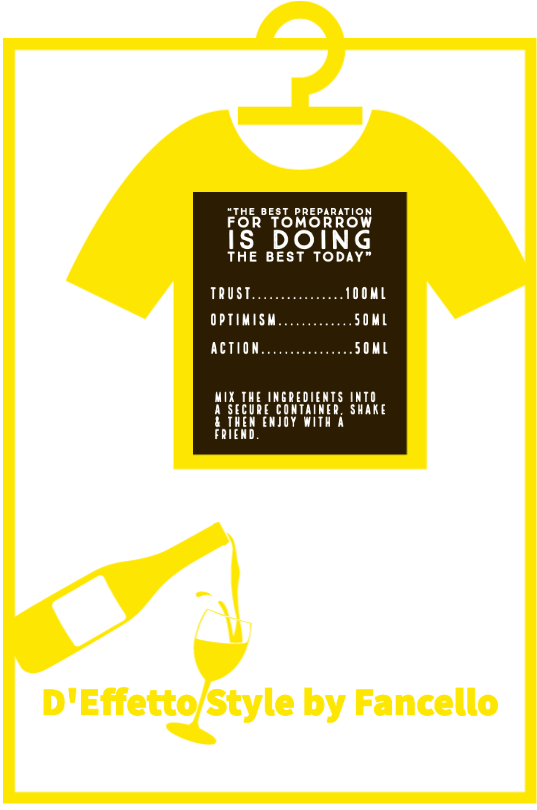 "THE BEST PREPARATION
FOR TOMORROW
IS DOING
THE BEST TODAY"
TRUST................100ML
OPTIMISM.............50ML
ACTION................50ML
MIX THE INGREDIENTS INTO
A SECURE CONTAINER, SHAKE
& THEN ENJOY WITH A
FRIEND.
D'Effetto Style by Fancello